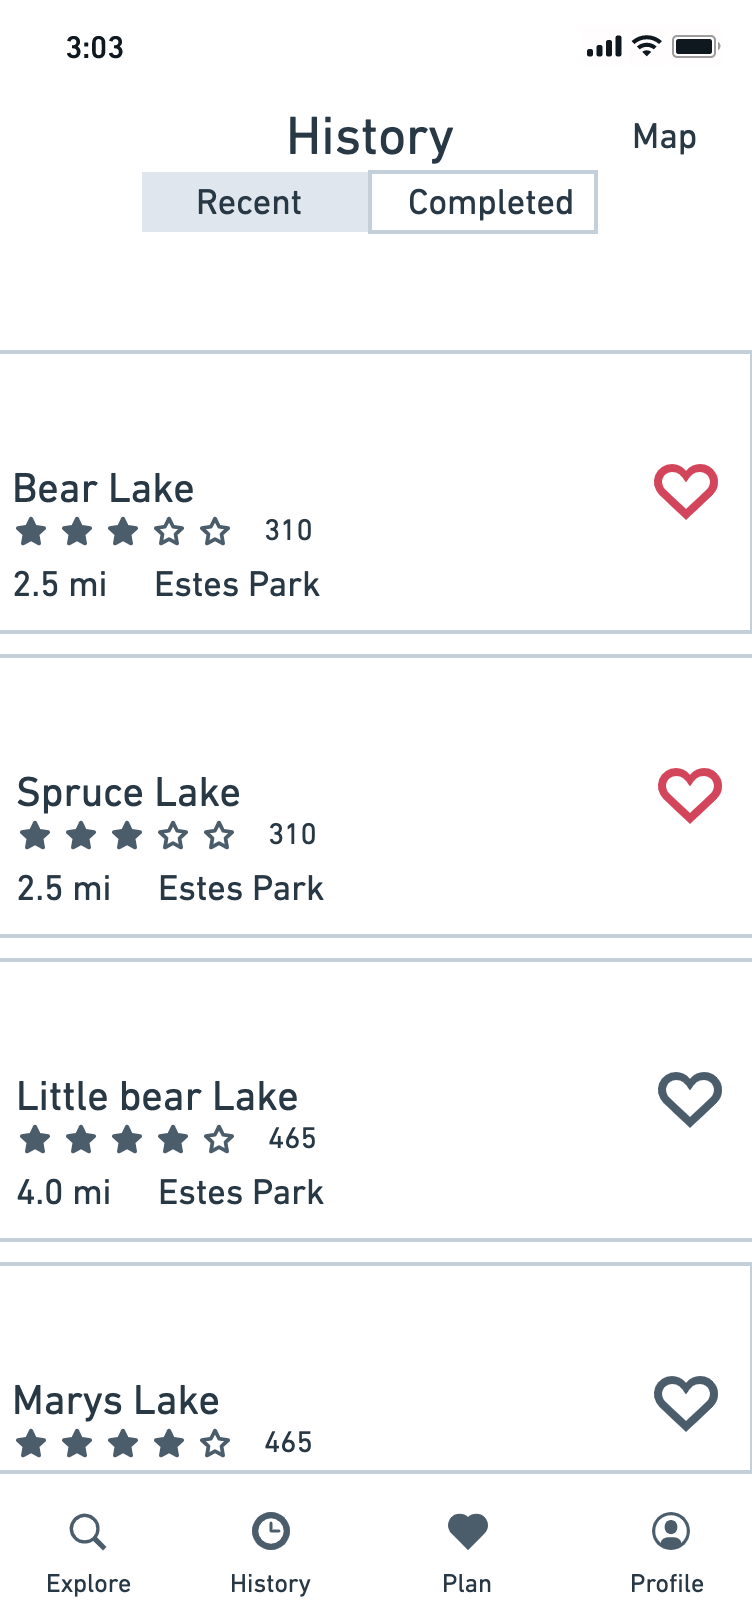 3:03
History Map
Recent Completed
Bear Lake
310
2.5 mi Estes Park
Spruce Lake
310
2.5 mi Estes Park
Little bear Lake
465
4.0 mi Estes Park
Marys Lake
465
Explore History Plan Profile